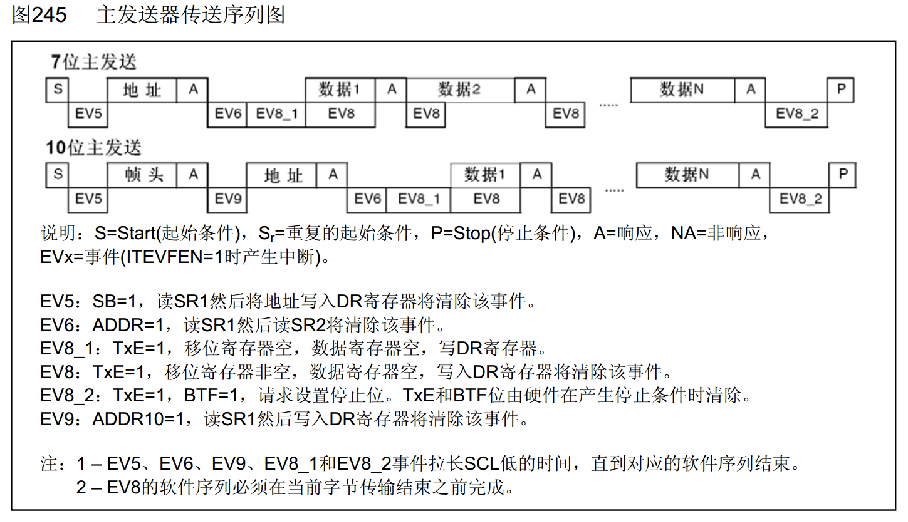 图245 主发送器传送序列图
7位主发送
S 地址 A 数据1 A 数据2 A 数据N A P
EV5 EV6 EV8_1 EV8 EV8 EV8 ..... EV8_2
10位主发送
S 帧头 A 地址 A 数据1 A 数据N A P
EV5 EV9 EV6 EV8_1 EV8 EV8 ..... EV8_2
说明：S=Start(起始条件)，Sr=重复的起始条件，P=Stop(停止条件)，A=响应，NA=非响应，
EVx=事件(ITEVFEN=1时产生中断)。
EV5：SB=1，读SR1然后将地址写入DR寄存器将清除该事件。
EV6：ADDR=1，读SR1然后读SR2将清除该事件。
EV8_1：TxE=1，移位寄存器空，数据寄存器空，写DR寄存器。
EV8：TxE=1，移位寄存器非空，数据寄存器空，写入DR寄存器将清除该事件。
EV8_2：TxE=1，BTF=1，请求设置停止位。TxE和BTF位由硬件在产生停止条件时清除。
EV9：ADDR10=1，读SR1然后写入DR寄存器将清除该事件。
注：1 – EV5、EV6、EV9、EV8_1和EV8_2事件拉长SCL低的时间，直到对应的软件序列结束。
2 – EV8的软件序列必须在当前字节传输结束之前完成。